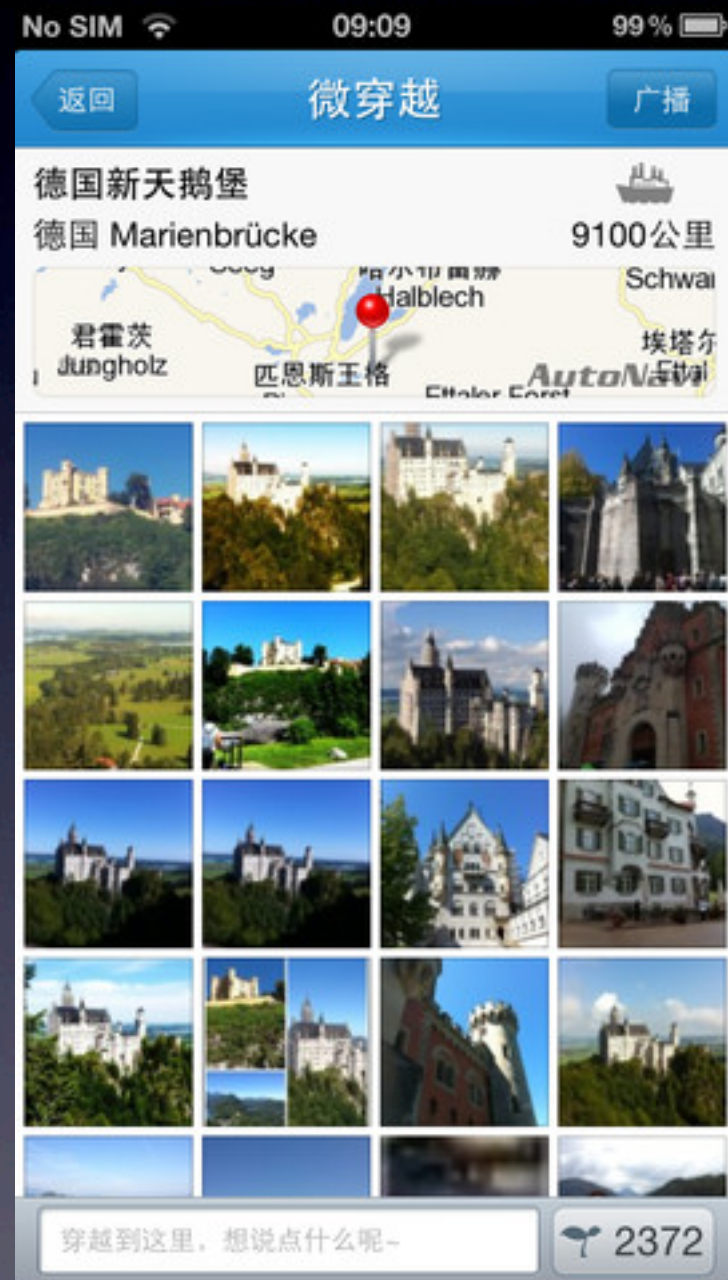 No SIM 09:09 99%
返回 微穿越 广播
德国新天鹅堡
德国 Marienbrücke 9100公里
Schwa
Halblech
君霍茨
Jungholz
埃塔尔
匹恩斯王格
AutoNavi
Ettal
Ettaler Forst
穿越到这里，想说点什么呢~
2372